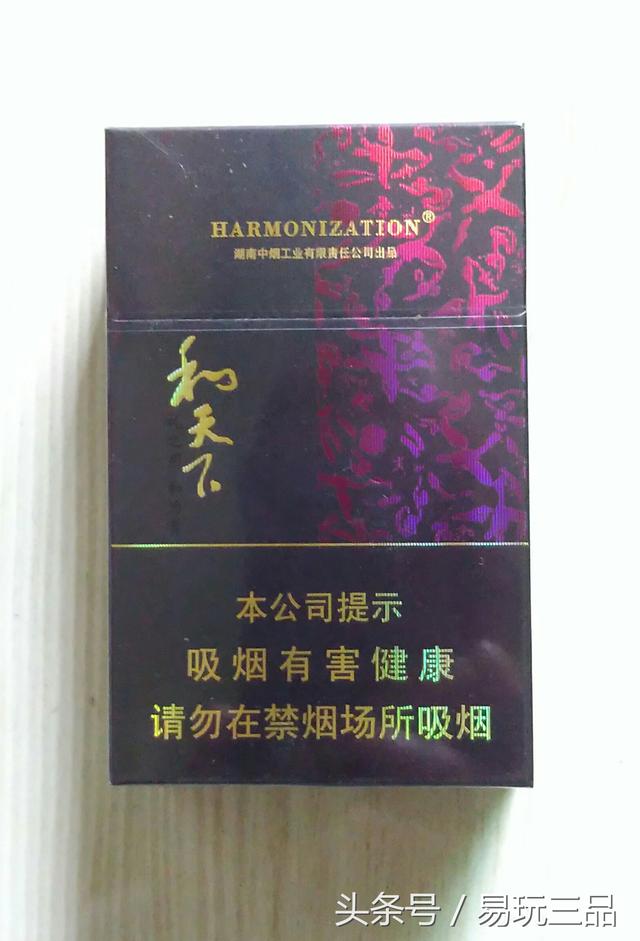 HARMONIZATION®
湖南中烟工业有限责任公司出品
和天下
本公司提示
吸烟有害健康
请勿在禁烟场所吸烟
头条号 / 易玩三品